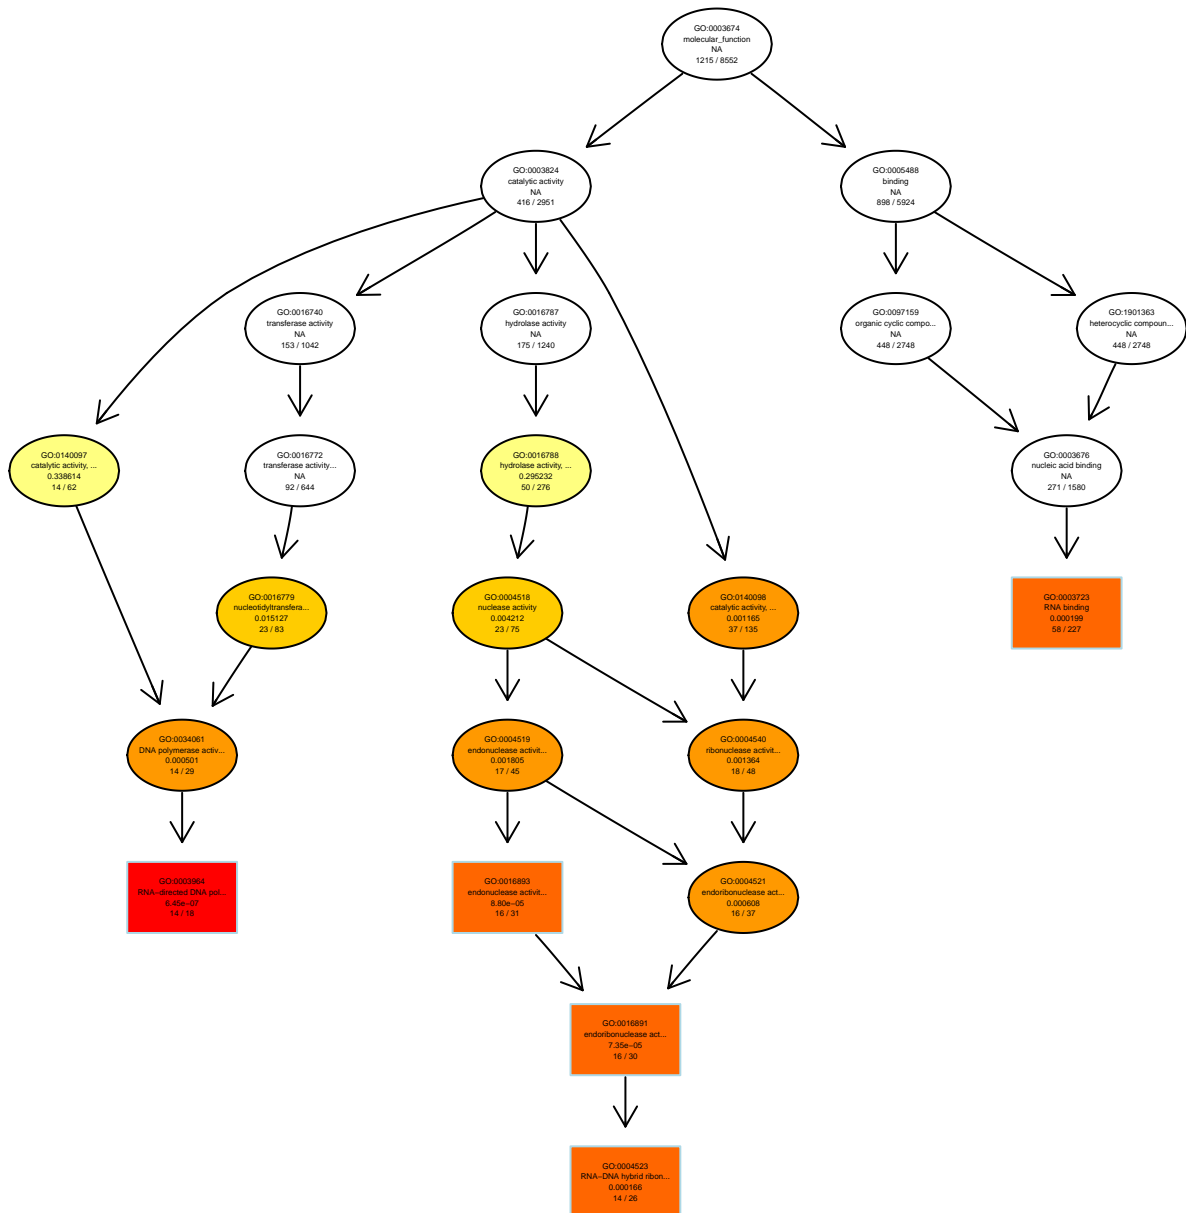 GO:0003674
molecular_function
NA
1215 / 8552
GO:0003824
catalytic activity
NA
416 / 2951
GO:0005488
binding
NA
898 / 5924
GO:0016740
transferase activity
NA
153 / 1042
GO:0016787
hydrolase activity
NA
175 / 1240
GO:0097159
organic cyclic compo...
NA
448 / 2748
GO:1901363
heterocyclic compoun...
NA
448 / 2748
GO:0140097
catalytic activity, ...
0.338614
14 / 62
GO:0016772
transferase activity...
NA
92 / 644
GO:0016788
hydrolase activity, ...
0.295232
50 / 276
GO:0003676
nucleic acid binding
NA
271 / 1580
GO:0016779
nucleotidyltransfera...
0.015127
23 / 83
GO:0004518
nuclease activity
0.004212
23 / 75
GO:0140098
catalytic activity, ...
0.001165
37 / 135
GO:0003723
RNA binding
0.000199
58 / 227
GO:0034061
DNA polymerase activ...
0.000501
14 / 29
GO:0004519
endonuclease activit...
0.001805
17 / 45
GO:0004540
ribonuclease activit...
0.001364
18 / 48
GO:0003964
RNA−directed DNA pol...
6.45e−07
14 / 18
GO:0016893
endonuclease activit...
8.80e−05
16 / 31
GO:0004521
endoribonuclease act...
0.000608
16 / 37
GO:0016891
endoribonuclease act...
7.35e−05
16 / 30
GO:0004523
RNA−DNA hybrid ribon...
0.000166
14 / 26